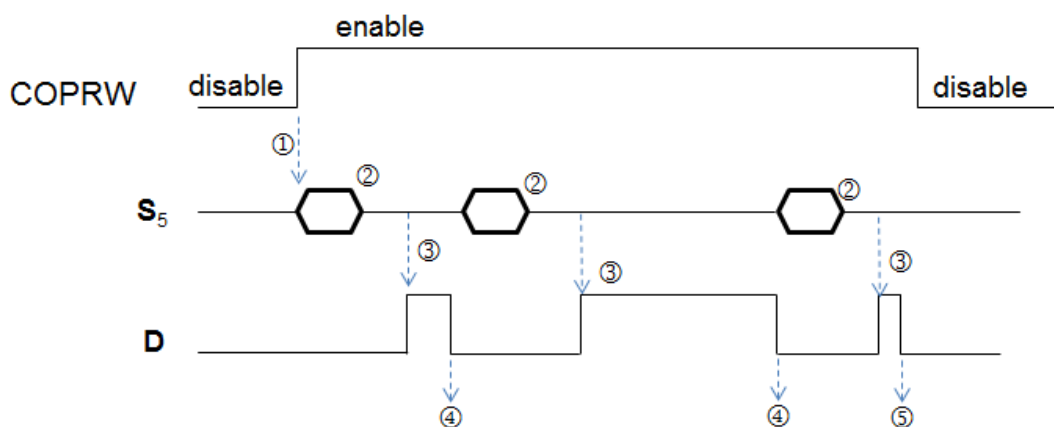 enable
disable
COPRW
disable
①
②
②
②
S₅
③
③
③
D
④
④
⑤